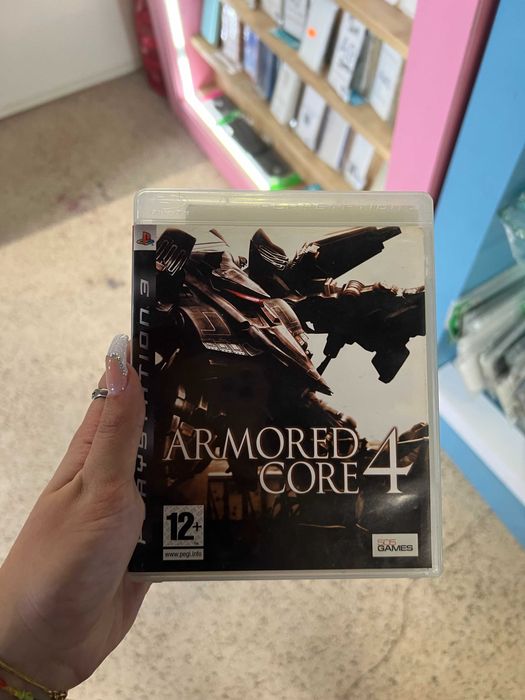 PLAYSTATION 3
ARMORED
CORE 4
12+
www.pegi.info
505
GAMES